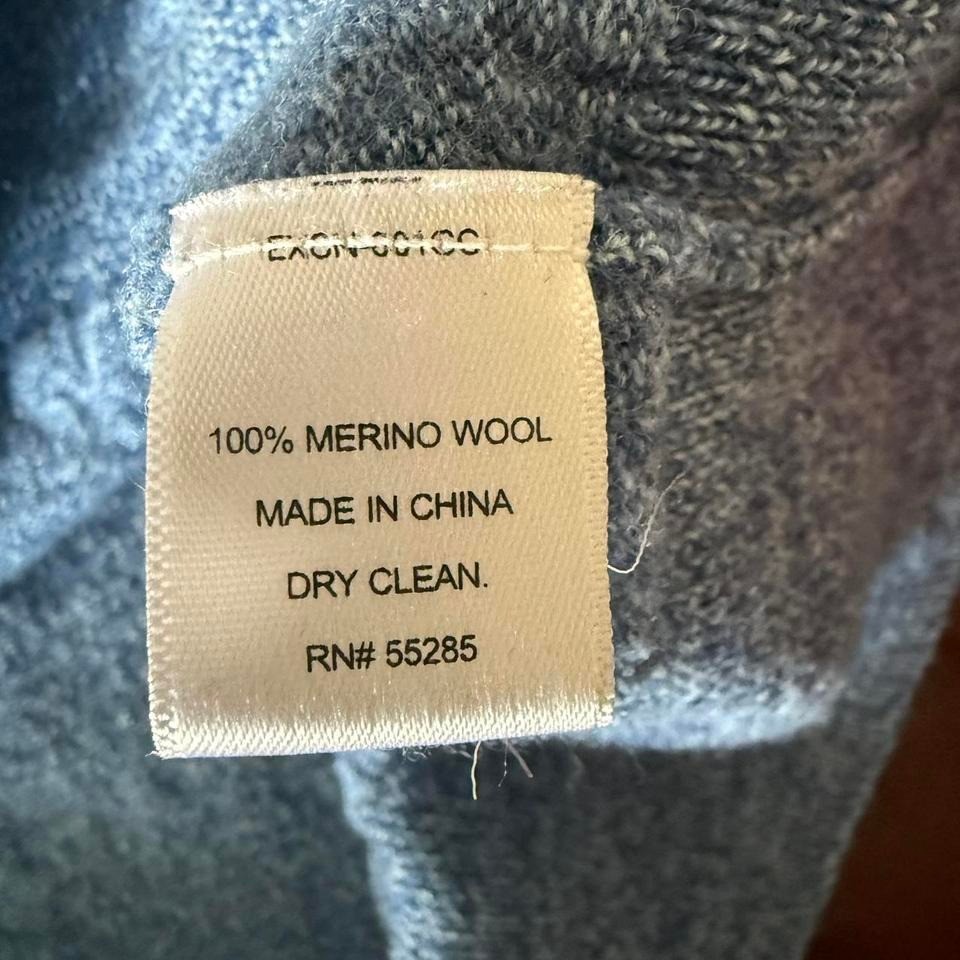 100% MERINO WOOL
MADE IN CHINA
DRY CLEAN.
RN# 55285